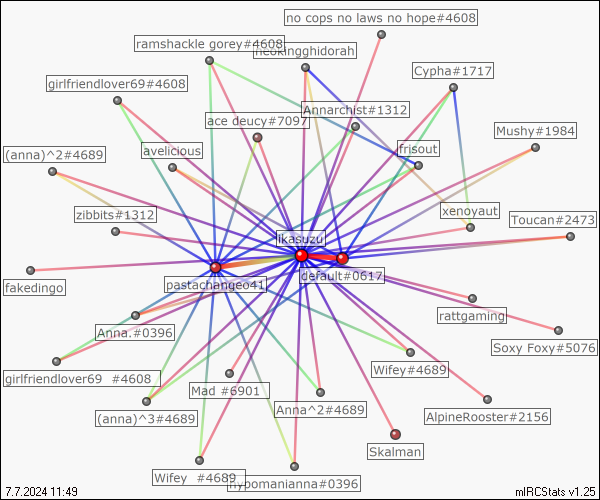 no cops no laws no hope#4608
ramshackle gorey#4608
neokingghidorah
Cypha#1717
girlfriendlover69#4608
Annarchist#1312
ace deucy#7097
Mushy#1984
(anna)^2#4689
avelicious
frisout
zibbits#1312
xenoyaut
Toucan#2473
ikasuzu
default#0617
fakedingo
pastachangeo41
rattgaming
Anna.#0396
Soxy Foxy#5076
girlfriendlover69 #4608
Wifey#4689
Mad #6901
(anna)^3#4689
Anna^2#4689
AlpineRooster#2156
Skalman
Wifey #4689
hypomanianna#0396
7.7.2024 11:49
mIRCStats v1.25